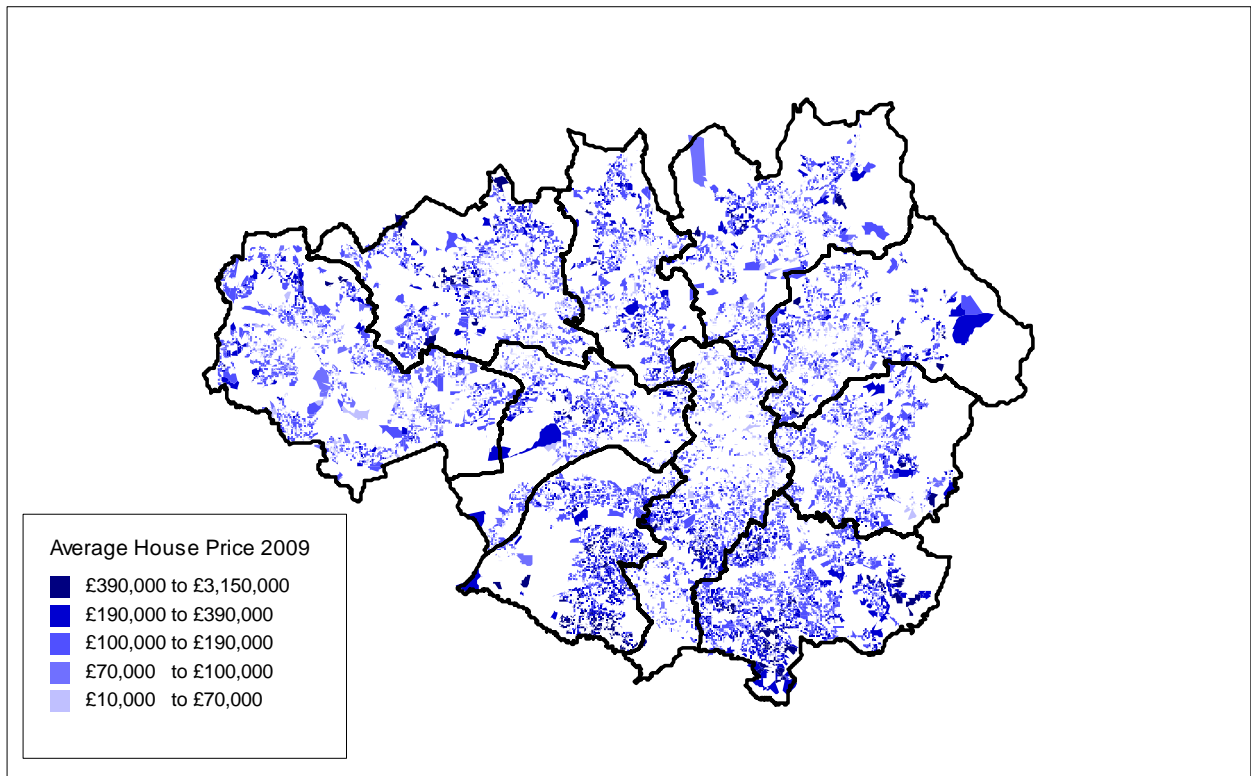 Average House Price 2009
£390,000 to £3,150,000
£190,000 to £390,000
£100,000 to £190,000
£70,000 to £100,000
£10,000 to £70,000